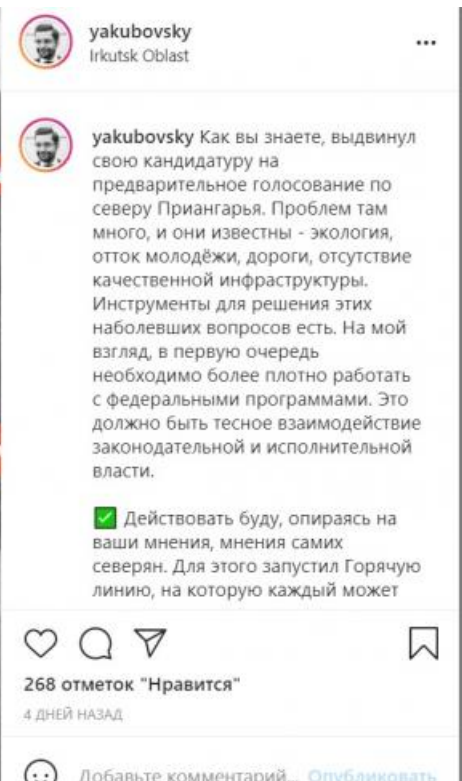 yakubovsky
Irkutsk Oblast
yakubovsky Как вы знаете, выдвинул
свою кандидатуру на
предварительное голосование по
северу Приангарья. Проблем там
много, и они известны - экология,
отток молодёжи, дороги, отсутствие
качественной инфраструктуры.
Инструменты для решения этих
наболевших вопросов есть. На мой
взгляд, в первую очередь
необходимо более плотно работать
с федеральными программами. Это
должно быть тесное взаимодействие
законодательной и исполнительной
власти.
✅ Действовать буду, опираясь на
ваши мнения, мнения самих
северян. Для этого запустил Горячую
линию, на которую каждый может
268 отметок "Нравится"
4 ДНЕЙ НАЗАД
Добавьте комментарий... Опубликовать